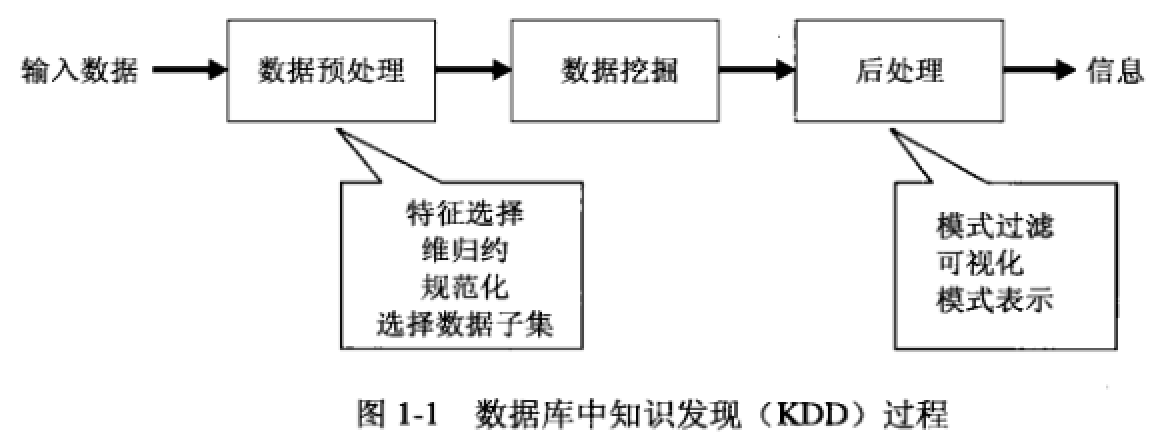 输入数据
数据预处理
数据挖掘
后处理
信息
特征选择
维归约
规范化
选择数据子集
模式过滤
可视化
模式表示
图 1-1 数据库中知识发现（KDD）过程